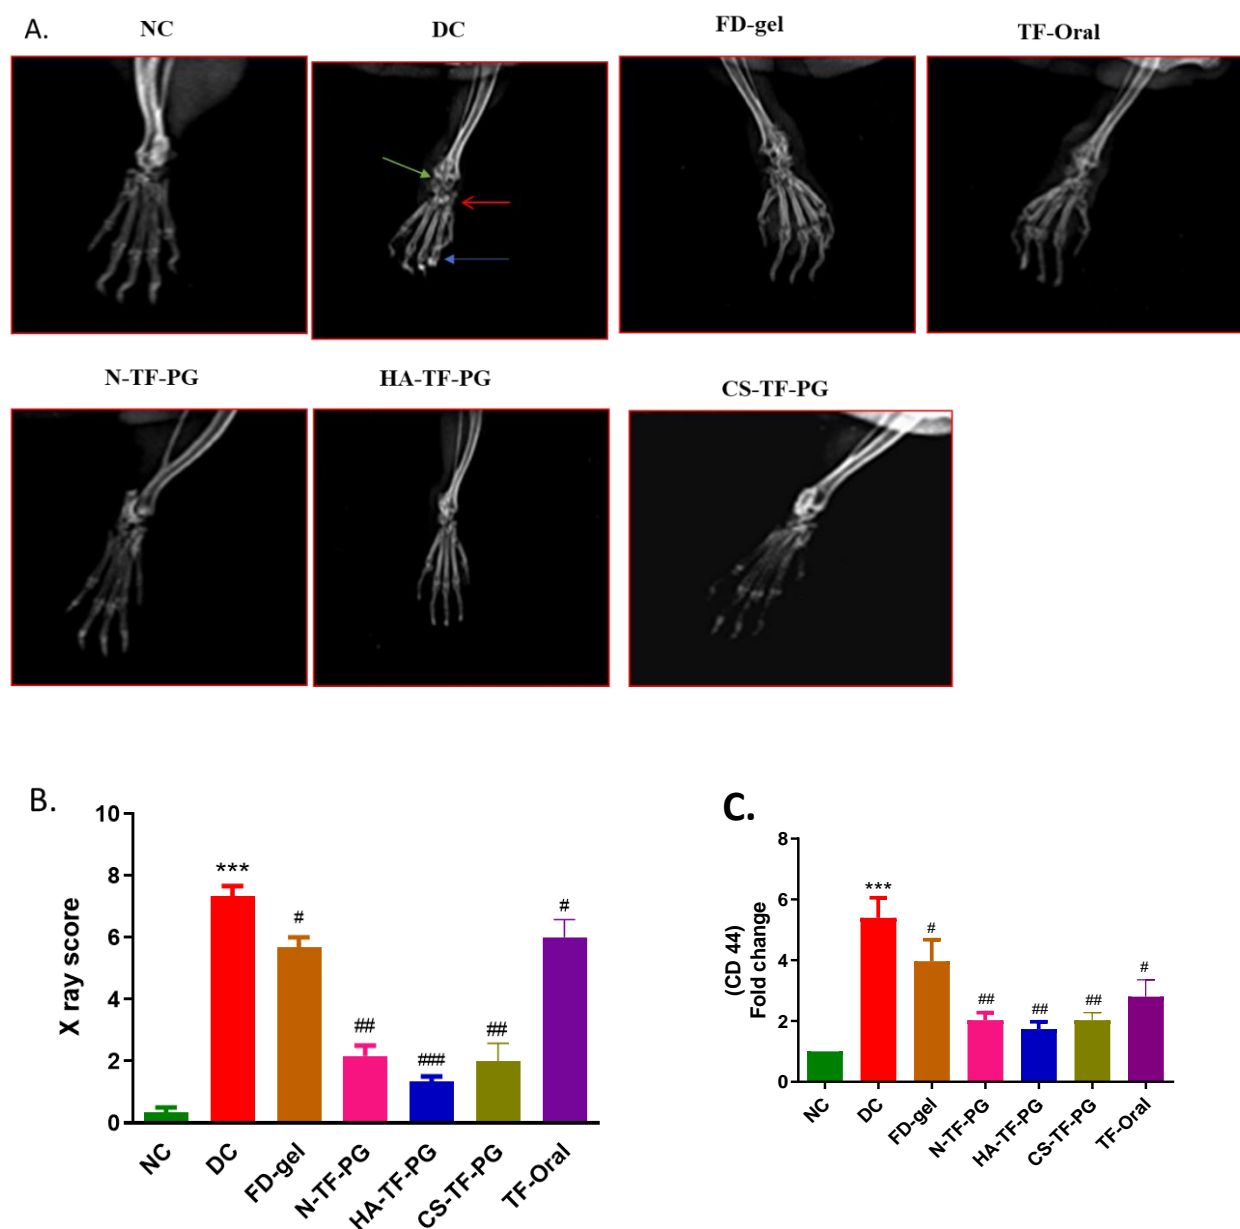 A.
NC
DC
FD-gel
TF-Oral
N-TF-PG
HA-TF-PG
CS-TF-PG
B.
X ray score
10
8
6
4
2
0
***
#
##
###
##
#
NC
DC
FD-gel
N-TF-PG
HA-TF-PG
CS-TF-PG
TF-Oral
C.
(CD 44)
Fold change
8
6
4
2
0
***
#
##
##
##
#
NC
DC
FD-gel
N-TF-PG
HA-TF-PG
CS-TF-PG
TF-Oral